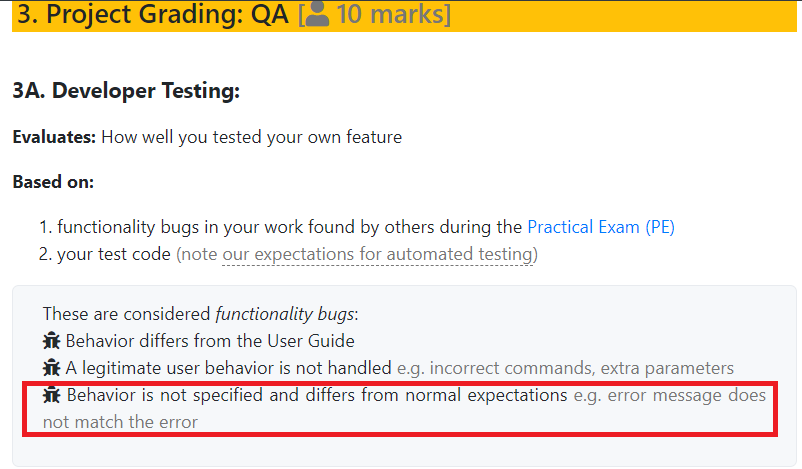 3. Project Grading: QA [ 10 marks]
3A. Developer Testing:
Evaluates: How well you tested your own feature
Based on:
1. functionality bugs in your work found by others during the Practical Exam (PE)
2. your test code (note our expectations for automated testing)
These are considered functionality bugs:
Behavior differs from the User Guide
A legitimate user behavior is not handled e.g. incorrect commands, extra parameters
Behavior is not specified and differs from normal expectations e.g. error message does
not match the error